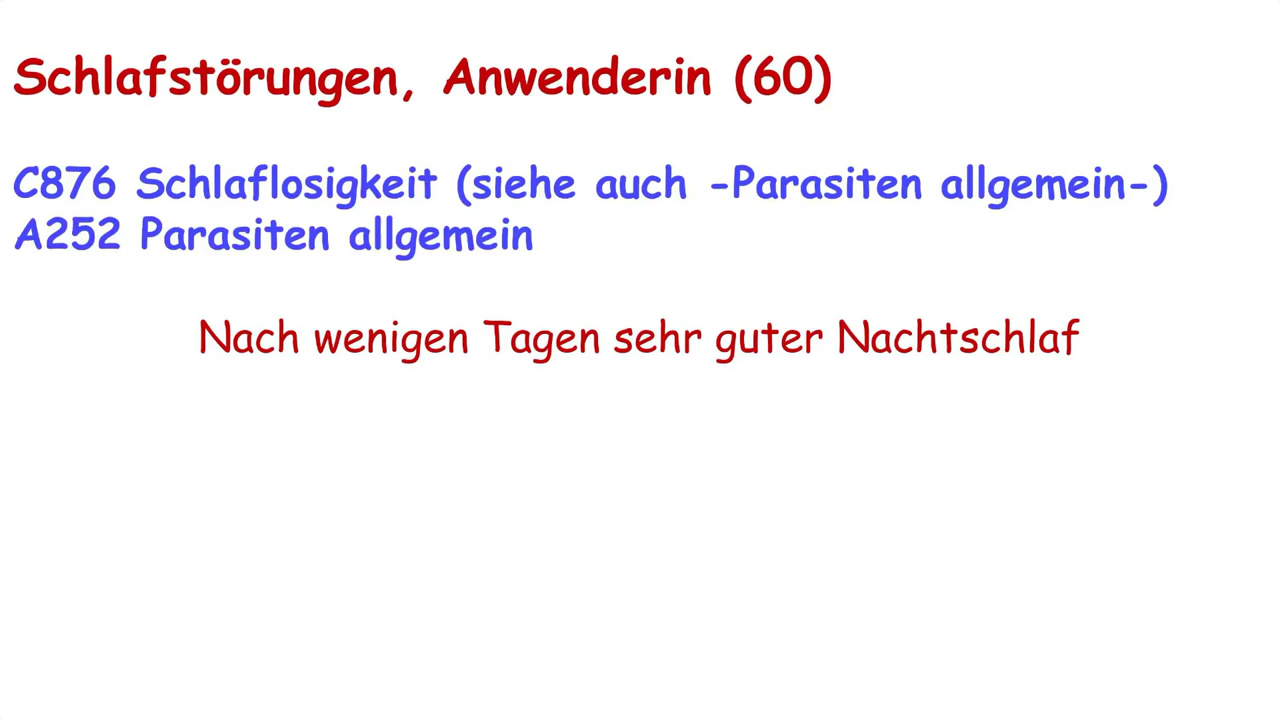 Schlafstörungen, Anwenderin (60)
C876 Schlaflosigkeit (siehe auch -Parasiten allgemein-)
A252 Parasiten allgemein
Nach wenigen Tagen sehr guter Nachtschlaf